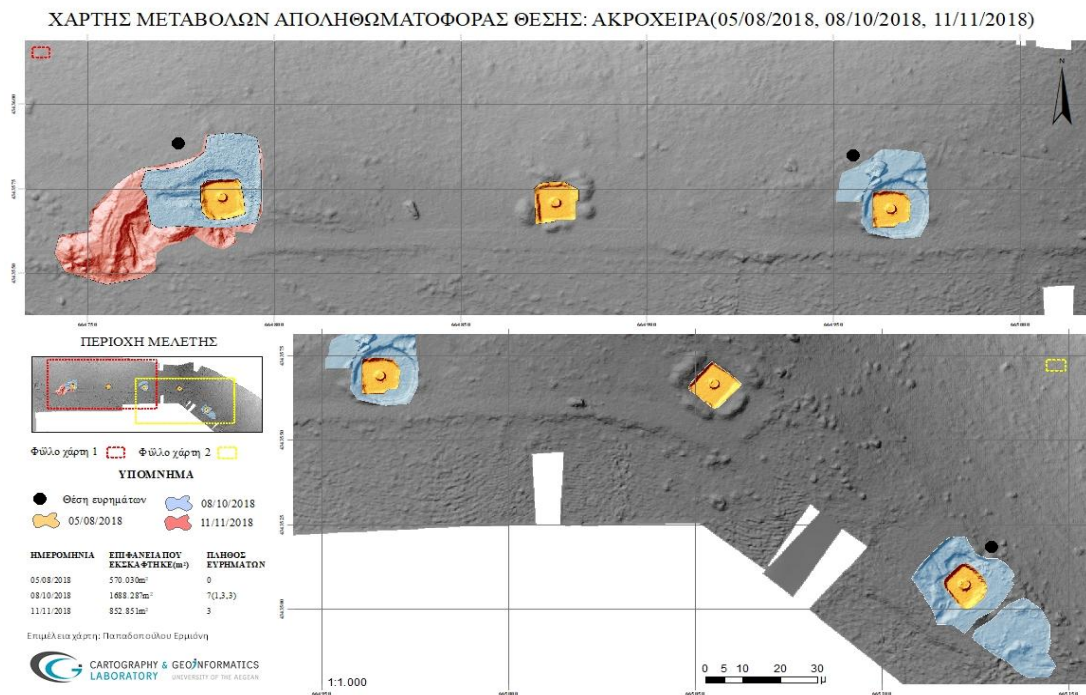 ΧΑΡΤΗΣ ΜΕΤΑΒΟΛΩΝ ΑΠΟΛΗΘΩΜΑΤΟΦΟΡΑΣ ΘΕΣΗΣ: ΑΚΡΟΧΕΙΡΑ(05/08/2018, 08/10/2018, 11/11/2018)
N
ΠΕΡΙΟΧΗ ΜΕΛΕΤΗΣ
Φύλλο χάρτη 1 Φύλλο χάρτη 2
ΥΠΟΜΝΗΜΑ
Θέση ευρημάτων 08/10/2018
05/08/2018 11/11/2018
ΗΜΕΡΟΜΗΝΙΑ ΕΠΙΦΑΝΕΙΑ ΠΟΥ ΕΚΣΚΑΦΤΗΚΕ(m²) ΠΛΗΘΟΣ ΕΥΡΗΜΑΤΩΝ
05/08/2018 570.030m² 0
08/10/2018 1688.287m² 7(1,3,3)
11/11/2018 852.851m² 3
Επιμέλεια χάρτη: Παπαδοπούλου Ερμιόνη
CARTOGRAPHY & GEOINFORMATICS
LABORATORY UNIVERSITY OF THE AEGEAN
1:1.000
0 5 10 20 30
μ